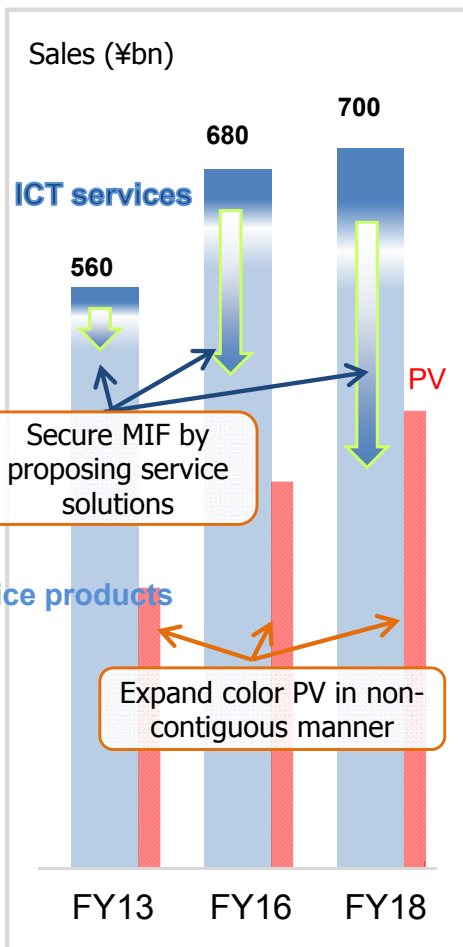 Sales (¥bn)
700
680
ICT services
560
PV
Secure MIF by
proposing service
solutions
ice products
Expand color PV in non-
contiguous manner
FY13 FY16 FY18